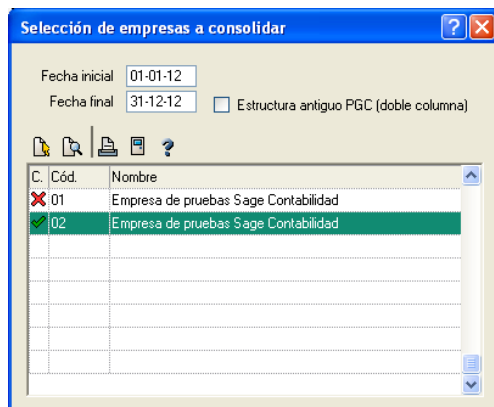 Selección de empresas a consolidar
Fecha inicial 01-01-12
Fecha final 31-12-12 Estructura antiguo PGC (doble columna)
C. Cód. Nombre
01 Empresa de pruebas Sage Contabilidad
02 Empresa de pruebas Sage Contabilidad